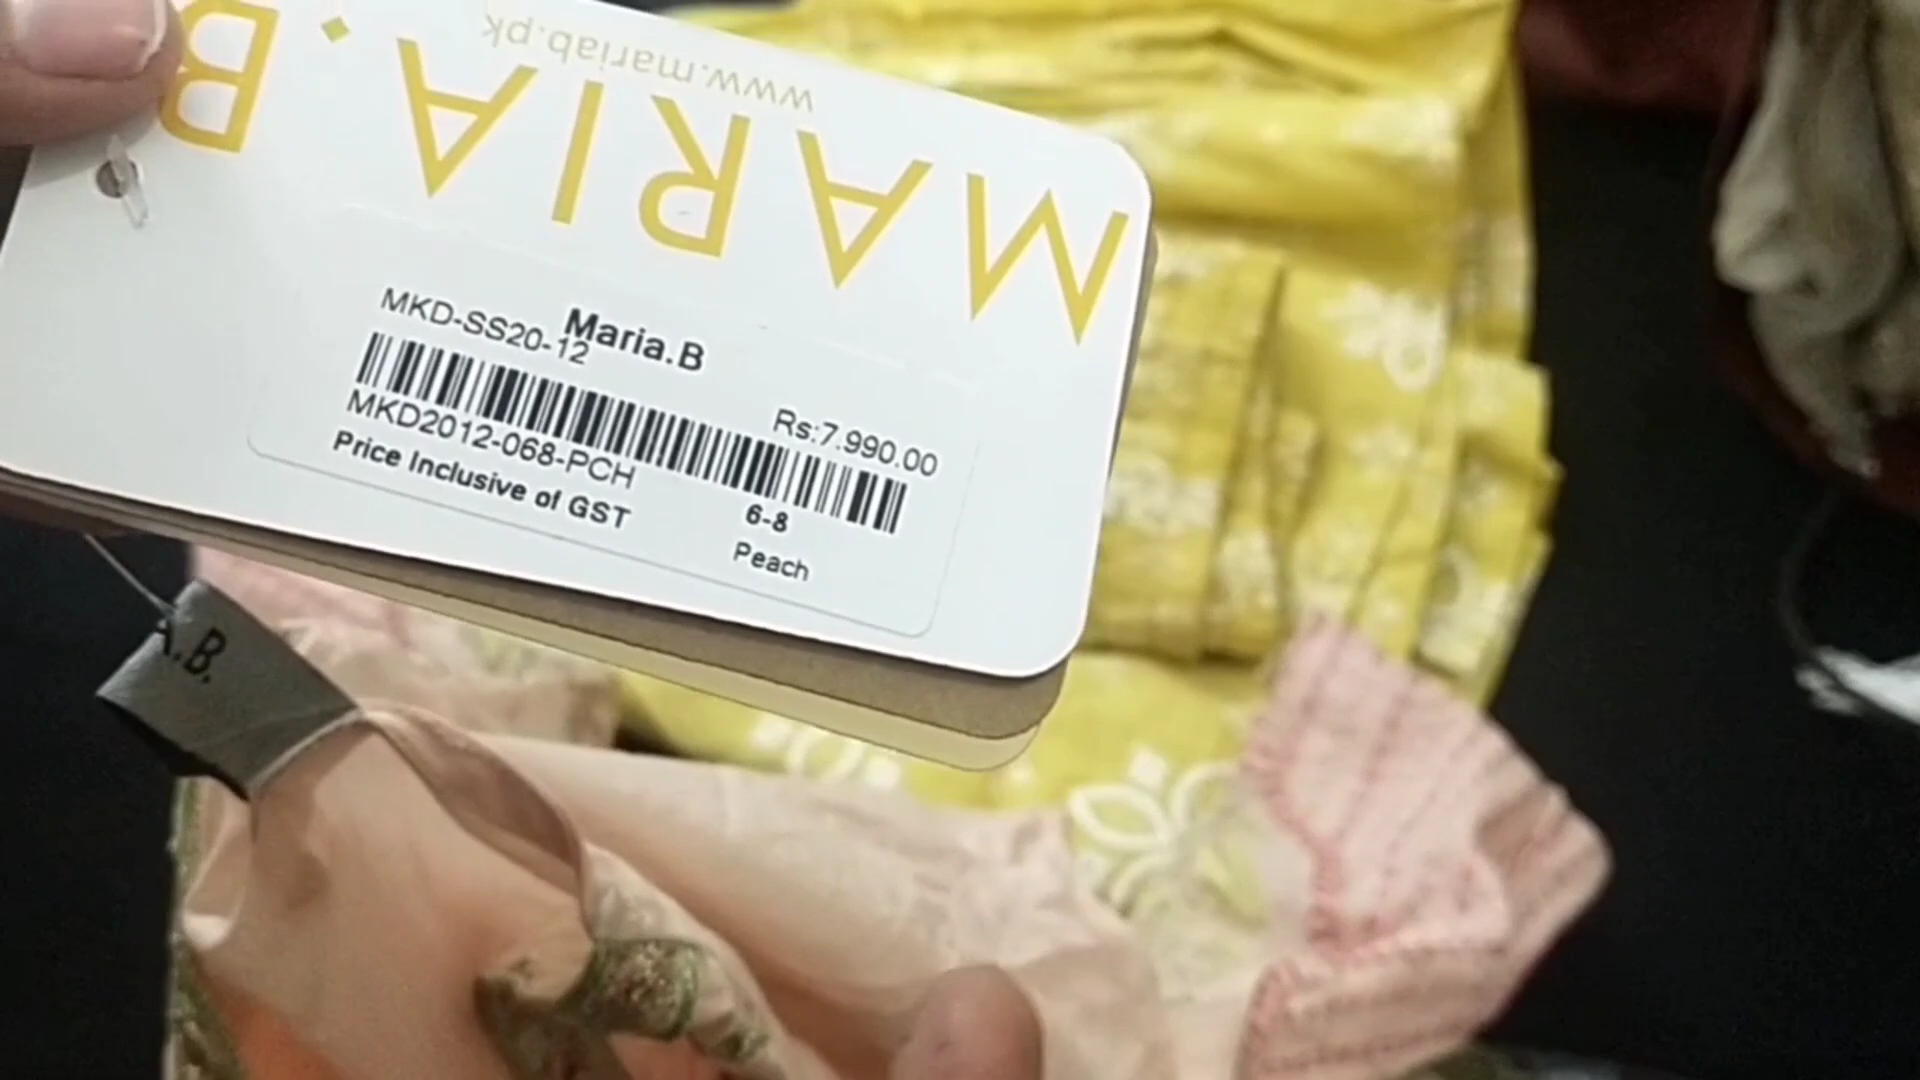 MARIA.B
www.mariab.pk
Maria.B
MKD-SS20-12
Rs:7.990.00
MKD2012-068-PCH
Price Inclusive of GST
6-8
Peach
A.B.